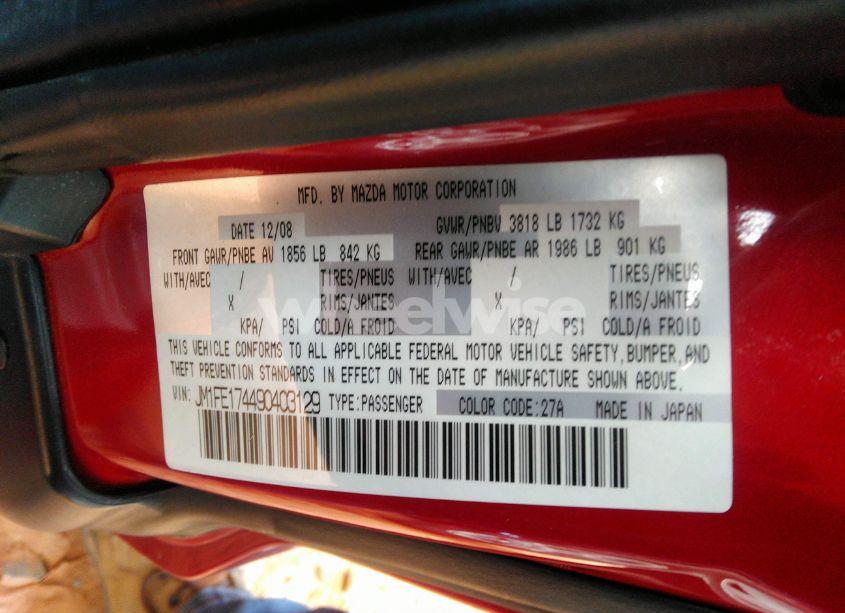 MFD. BY MAZDA MOTOR CORPORATION
DATE 12/08 GVWR/PNBV 3818 LB 1732 KG
FRONT GAWR/PNBE AV 1856 LB 842 KG REAR GAWR/PNBE AR 1986 LB 901 KG
WITH/AVEC / TIRES/PNEUS WITH/AVEC / TIRES/PNEUS
X RIMS/JANTES X RIMS/JANTES
wheelwise
KPA/ PSI COLD/A FROID KPA/ PSI COLD/A FROID
THIS VEHICLE CONFORMS TO ALL APPLICABLE FEDERAL MOTOR VEHICLE SAFETY, BUMPER, AND
THEFT PREVENTION STANDARDS IN EFFECT ON THE DATE OF MANUFACTURE SHOWN ABOVE.
VIN: JM1FE174490403129 TYPE:PASSENGER COLOR CODE:27A MADE IN JAPAN